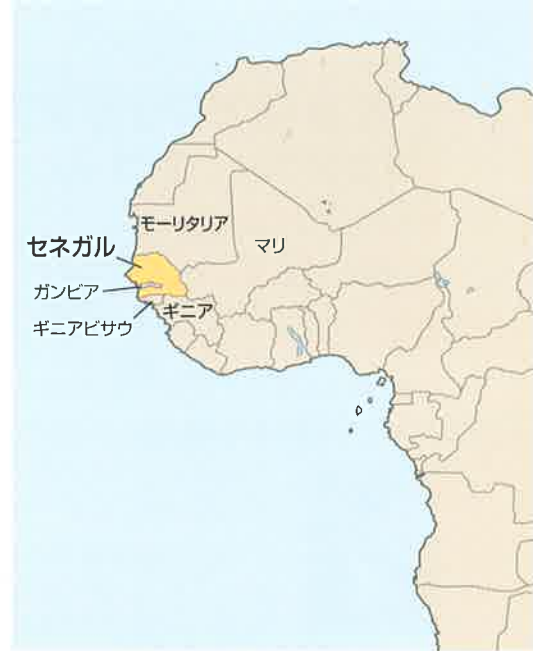 モーリタリア
セネガル
マリ
ガンビア
ギニア
ギニアビサウ